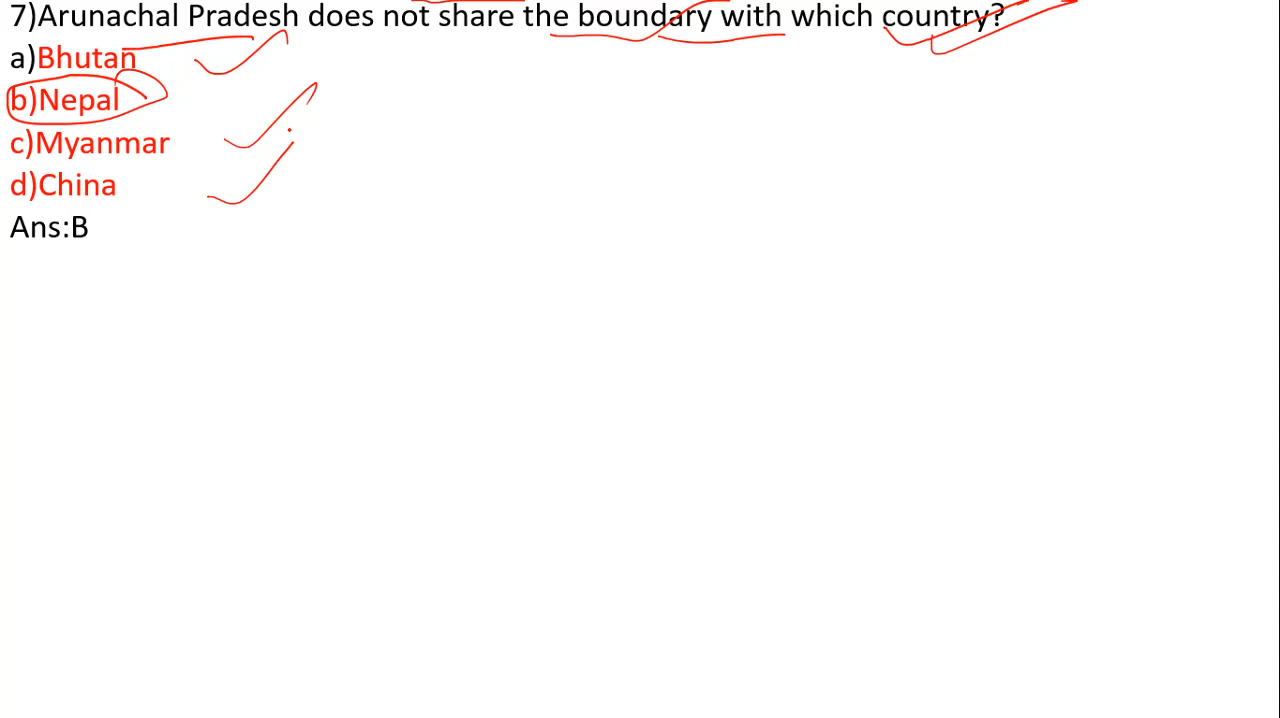 7)Arunachal Pradesh does not share the boundary with which country?
a)Bhutan
b)Nepal
c)Myanmar
d)China
Ans:B